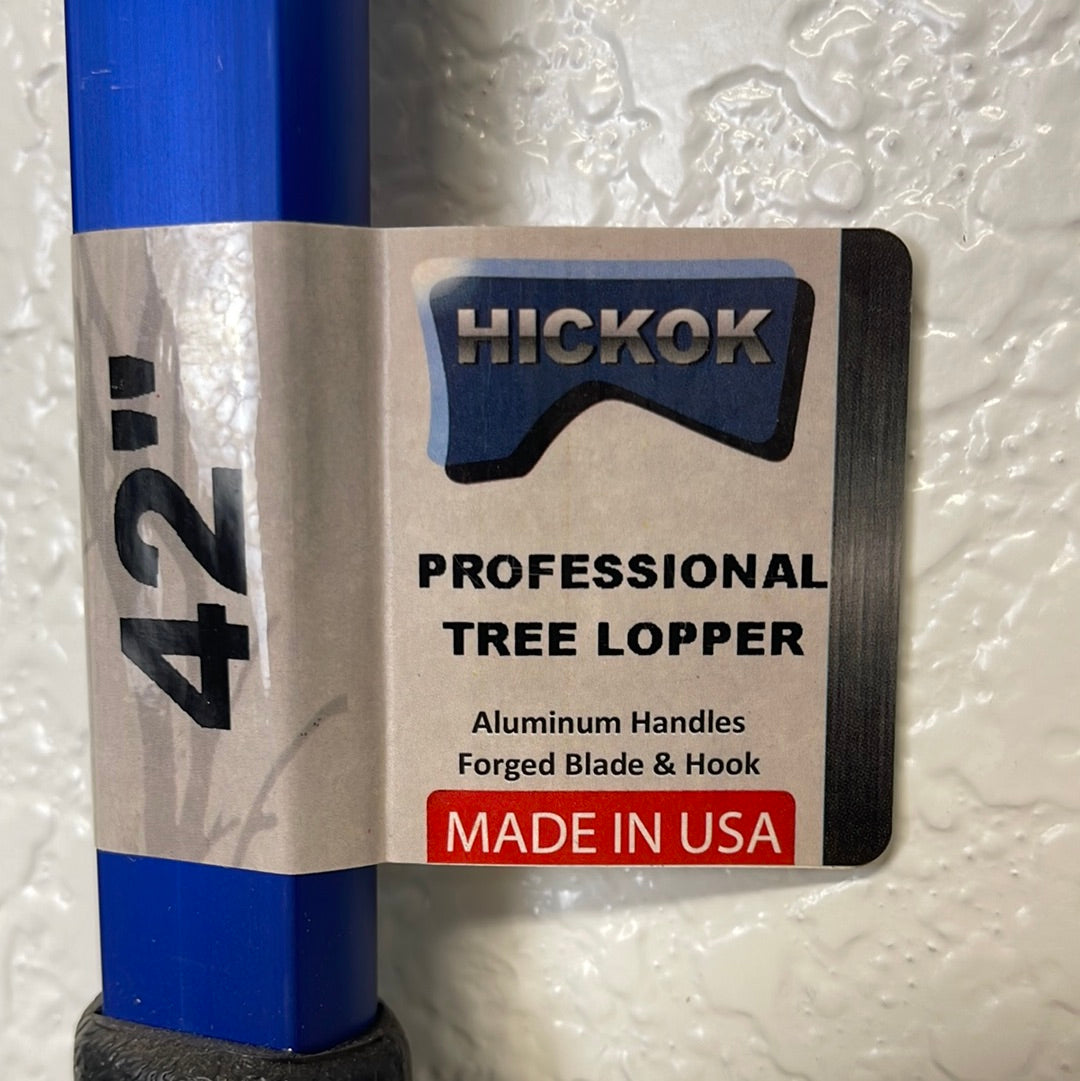 42"
HICKOK
PROFESSIONAL
TREE LOPPER
Aluminum Handles
Forged Blade & Hook
MADE IN USA